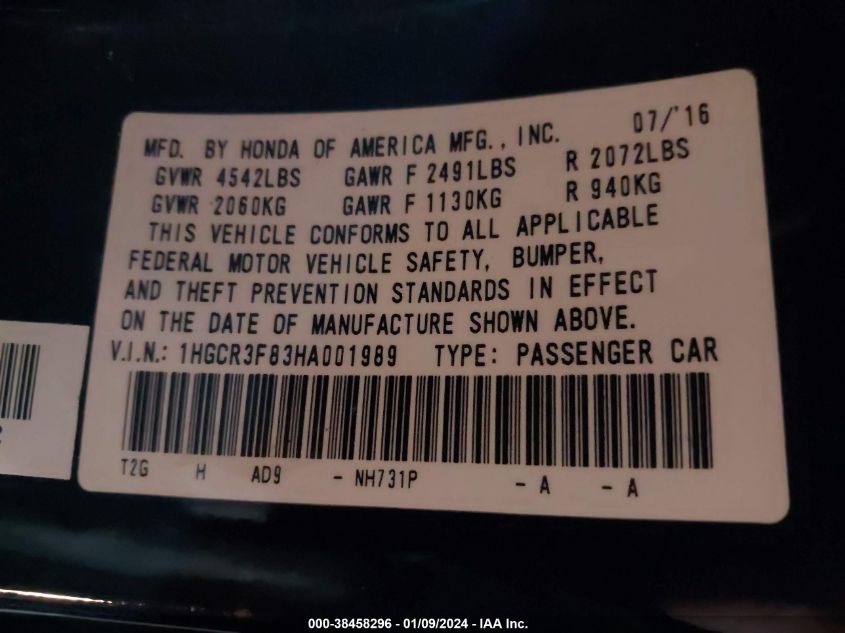 07/'16
MFD. BY HONDA OF AMERICA MFG., INC.
GVWR 4542LBS GAWR F 2491LBS R 2072LBS
GVWR 2060KG GAWR F 1130KG R 940KG
THIS VEHICLE CONFORMS TO ALL APPLICABLE
FEDERAL MOTOR VEHICLE SAFETY, BUMPER,
AND THEFT PREVENTION STANDARDS IN EFFECT
ON THE DATE OF MANUFACTURE SHOWN ABOVE.
V.I.N.: 1HGCR3F83HA001989 TYPE: PASSENGER CAR
T2G H AD9 - NH731P - A - A
000-38458296 - 01/09/2024 - IAA Inc.